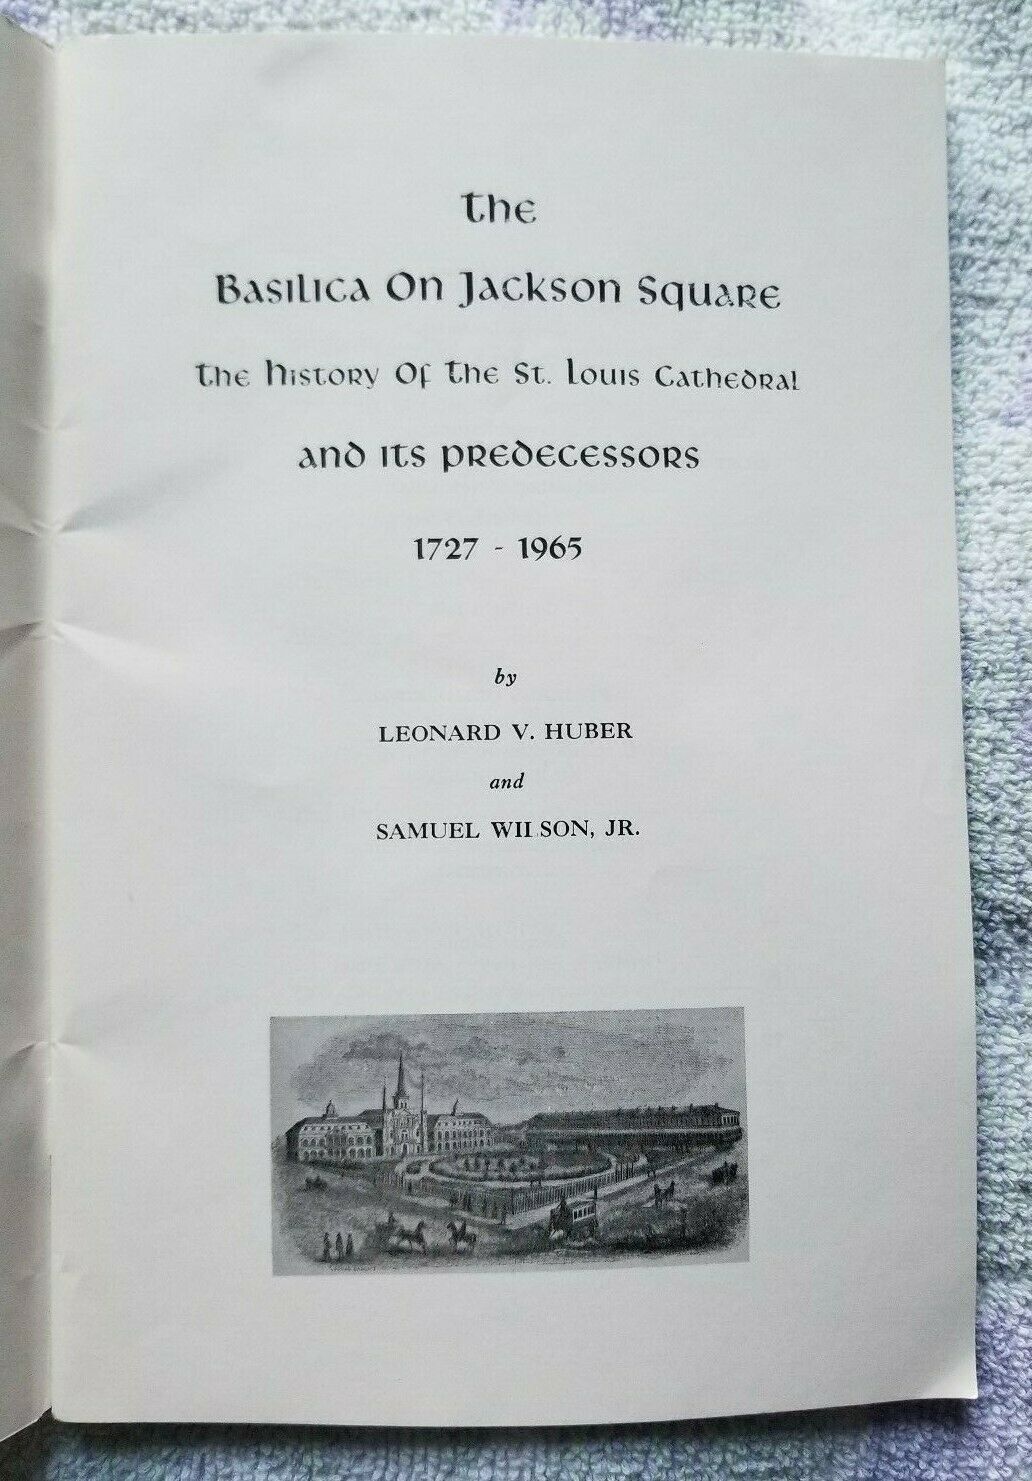 The
Basilica On Jackson Square
The History Of The St. Louis Cathedral
and its predecessors
1727 - 1965
by
LEONARD V. HUBER
and
SAMUEL WILSON, JR.